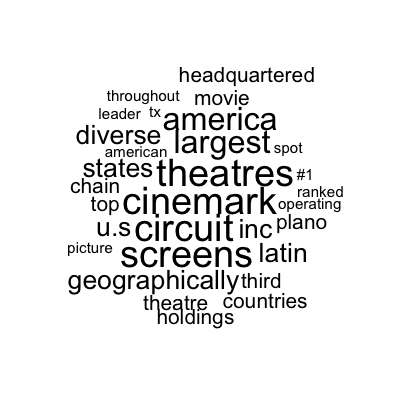 headquartered
throughout movie
leader tx america
diverse largest spot
american
states theatres #1
chain ranked
top cinemark operating
u.s circuit inc plano
picture screens latin
geographically third
theatre countries
holdings